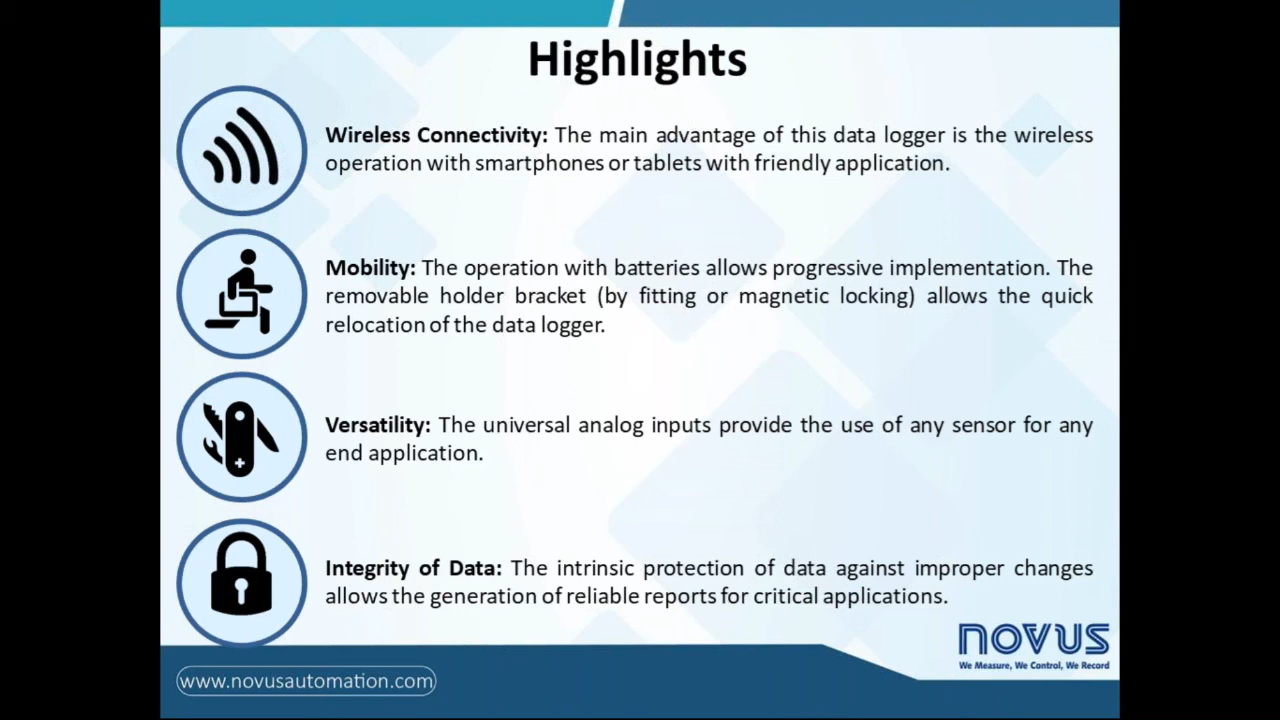 Highlights
Wireless Connectivity: The main advantage of this data logger is the wireless
operation with smartphones or tablets with friendly application.
Mobility: The operation with batteries allows progressive implementation. The
removable holder bracket (by fitting or magnetic locking) allows the quick
relocation of the data logger.
Versatility: The universal analog inputs provide the use of any sensor for any
end application.
Integrity of Data: The intrinsic protection of data against improper changes
allows the generation of reliable reports for critical applications.
novus
We Measure, We Control, We Record
www.novusautomation.com